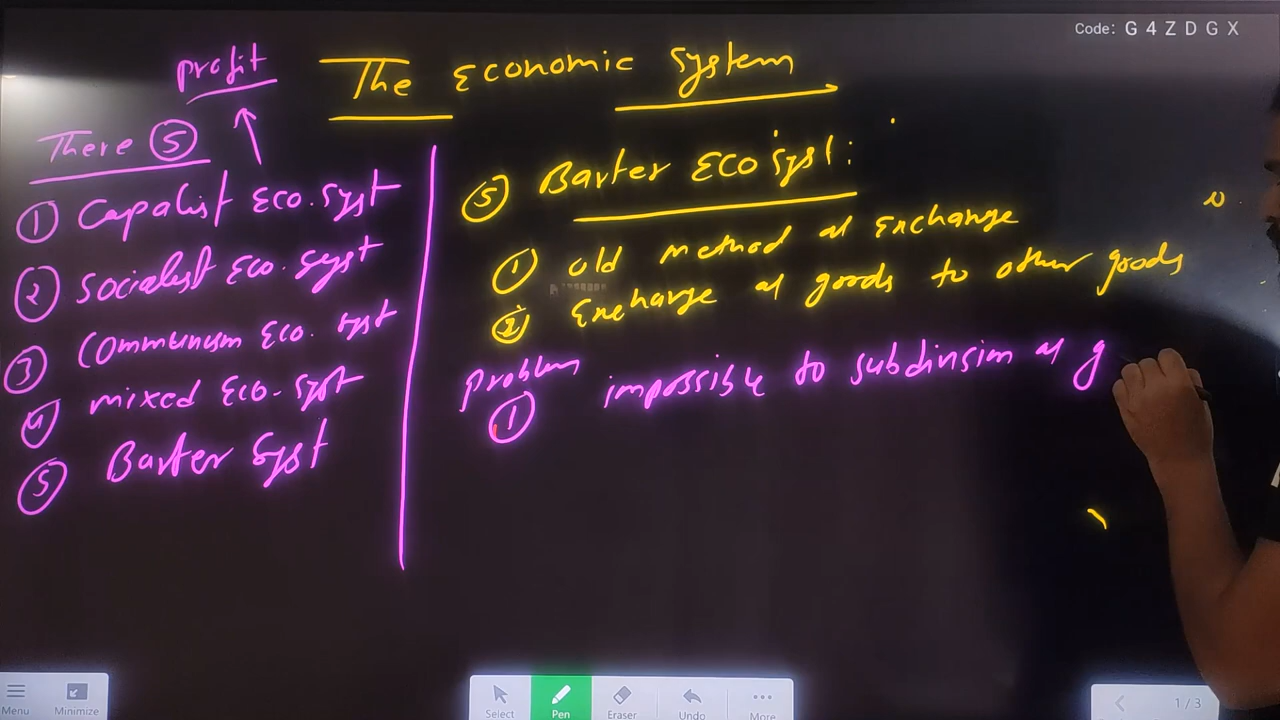 Code: G 4 Z D G X
profit
The Economic System
There 5
① Capalist Eco. Syst
② Socialist Eco. Syst
③ Communism Eco. Syst
④ mixed Eco. Syst
⑤ Barter Syst
⑤ Barter Eco Syst:
① old method of Exchange
② Exchange of goods to other goods
Problem
① impossible to subdivision of g
Menu
Minimize
Select
Pen
Eraser
Undo
More
1/3